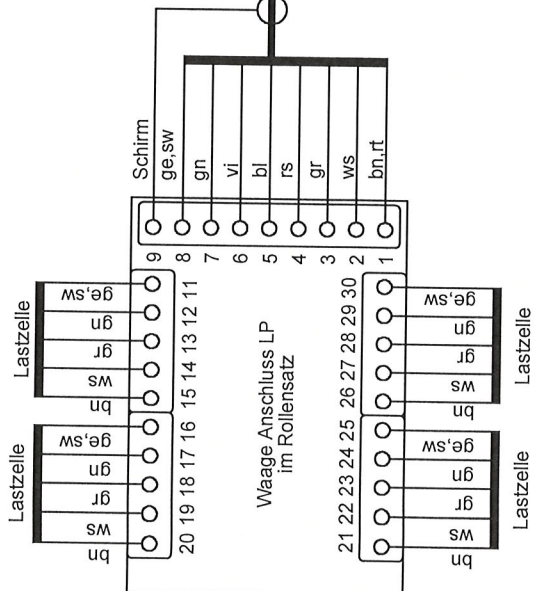 Schirm
ge,sw
gn
vi
bl
rs
gr
ws
bn,rt
9 8 7 6 5 4 3 2 1
Lastzelle
ge,sw
gn
gr
ws
bn
11
12
13
14
15
Lastzelle
ge,sw
gn
gr
ws
bn
16
17
18
19
20
Waage Anschluss LP
im Rollensatz
30
29
28
27
26
ge,sw
gn
gr
ws
bn
Lastzelle
25
24
23
22
21
ge,sw
gn
gr
ws
bn
Lastzelle